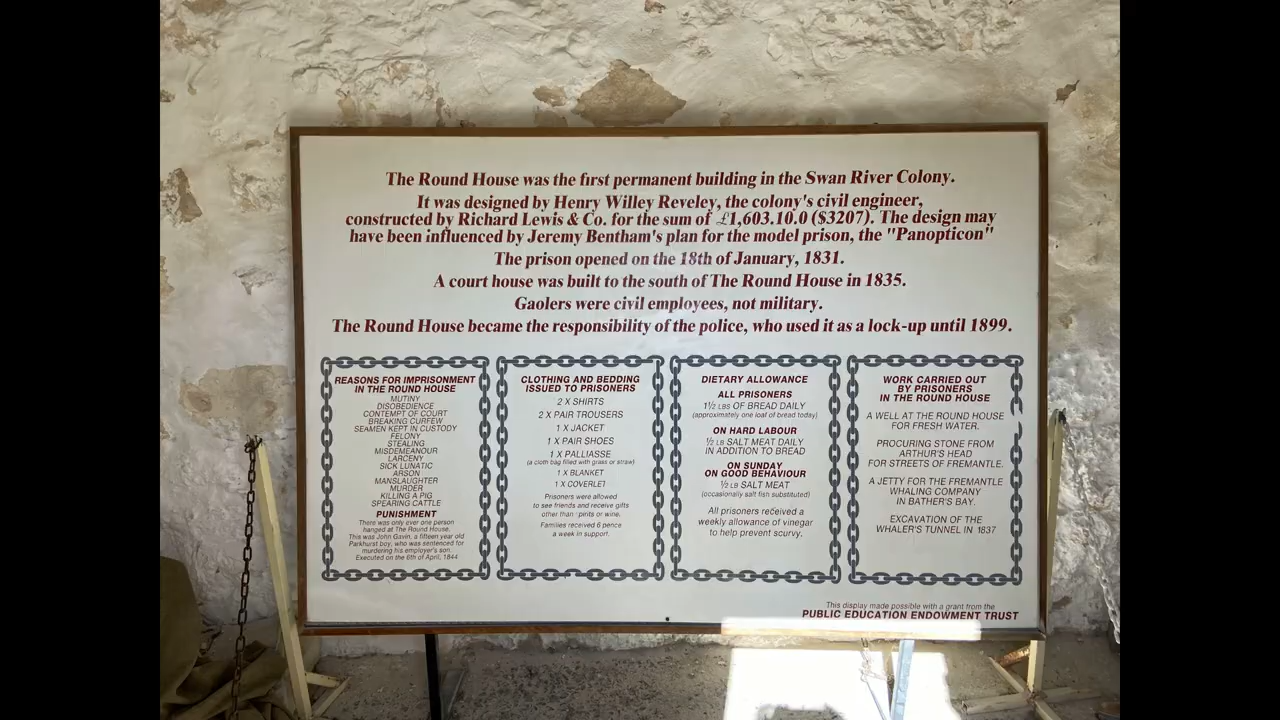 The Round House was the first permanent building in the Swan River Colony.
It was designed by Henry Willey Reveley, the colony's civil engineer,
constructed by Richard Lewis & Co. for the sum of £1,603.10.0 ($3207). The design may
have been influenced by Jeremy Bentham's plan for the model prison, the "Panopticon"
The prison opened on the 18th of January, 1831.
A court house was built to the south of The Round House in 1835.
Gaolers were civil employees, not military.
The Round House became the responsibility of the police, who used it as a lock-up until 1899.
REASONS FOR IMPRISONMENT
IN THE ROUND HOUSE
MUTINY
DISOBEDIENCE
CONTEMPT OF COURT
BREAKING CURFEW
SEAMEN KEPT IN CUSTODY
FELONY
STEALING
MISDEMEANOUR
LARCENY
SICK LUNATIC
ARSON
MANSLAUGHTER
MURDER
KILLING A PIG
SPEARING CATTLE
PUNISHMENT
There was only ever one person
hanged at The Round House.
This was John Gavin, a fifteen year old
Parkhurst boy, who was sentenced for
murdering his employer's son.
Executed on the 6th of April, 1844
CLOTHING AND BEDDING
ISSUED TO PRISONERS
2 X SHIRTS
2 X PAIR TROUSERS
1 X JACKET
1 X PAIR SHOES
1 X PALLIASSE
(a cloth bag filled with grass or straw)
1 X BLANKET
1 X COVERLET
Prisoners were allowed
to see friends and receive gifts
other than spirits or wine.
Families received 6 pence
a week in support.
DIETARY ALLOWANCE
ALL PRISONERS
1½ LBS OF BREAD DAILY
(approximately one loaf of bread today)
ON HARD LABOUR
½ LB SALT MEAT DAILY
IN ADDITION TO BREAD
ON SUNDAY
ON GOOD BEHAVIOUR
½ LB SALT MEAT
(occasionally salt fish substituted)
All prisoners received a
weekly allowance of vinegar
to help prevent scurvy.
WORK CARRIED OUT
BY PRISONERS
IN THE ROUND HOUSE
A WELL AT THE ROUND HOUSE
FOR FRESH WATER.
PROCURING STONE FROM
ARTHUR'S HEAD
FOR STREETS OF FREMANTLE.
A JETTY FOR THE FREMANTLE
WHALING COMPANY
IN BATHER'S BAY.
EXCAVATION OF THE
WHALER'S TUNNEL IN 1837
This display made possible with a grant from the
PUBLIC EDUCATION ENDOWMENT TRUST